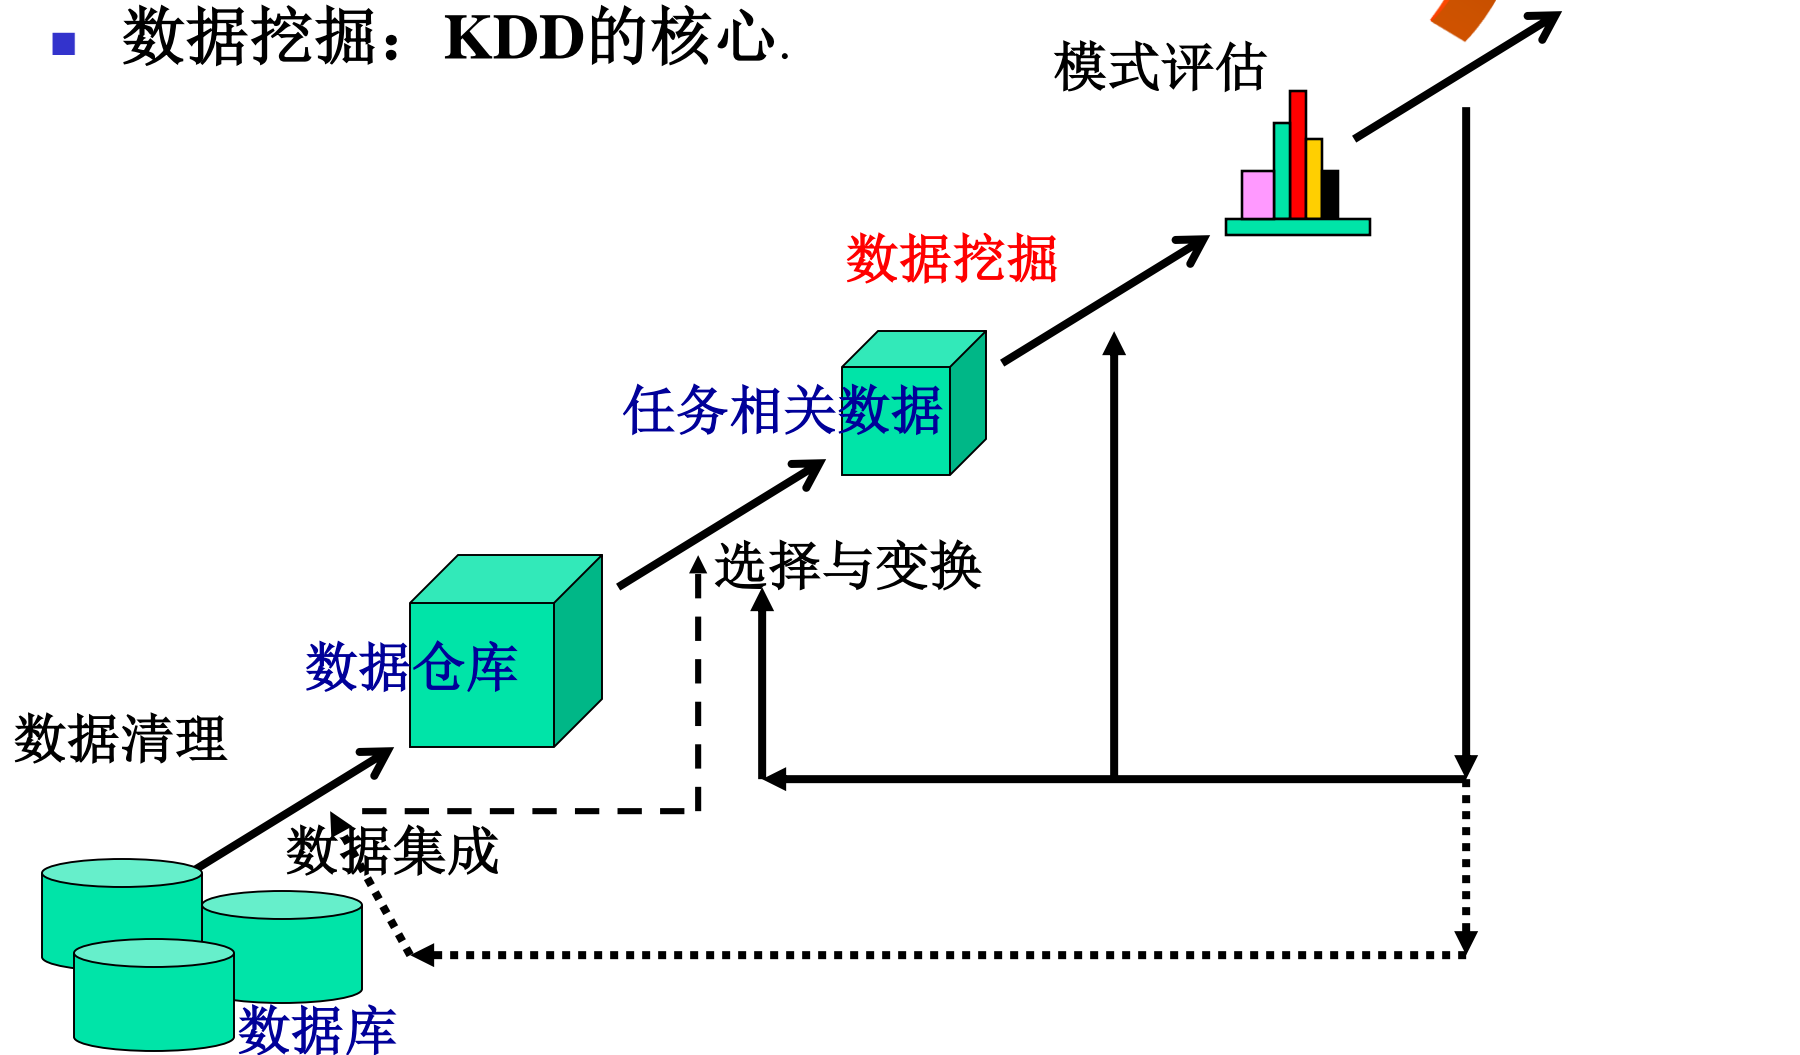 数据挖掘：KDD的核心.
模式评估
数据挖掘
任务相关数据
选择与变换
数据仓库
数据清理
数据集成
数据库